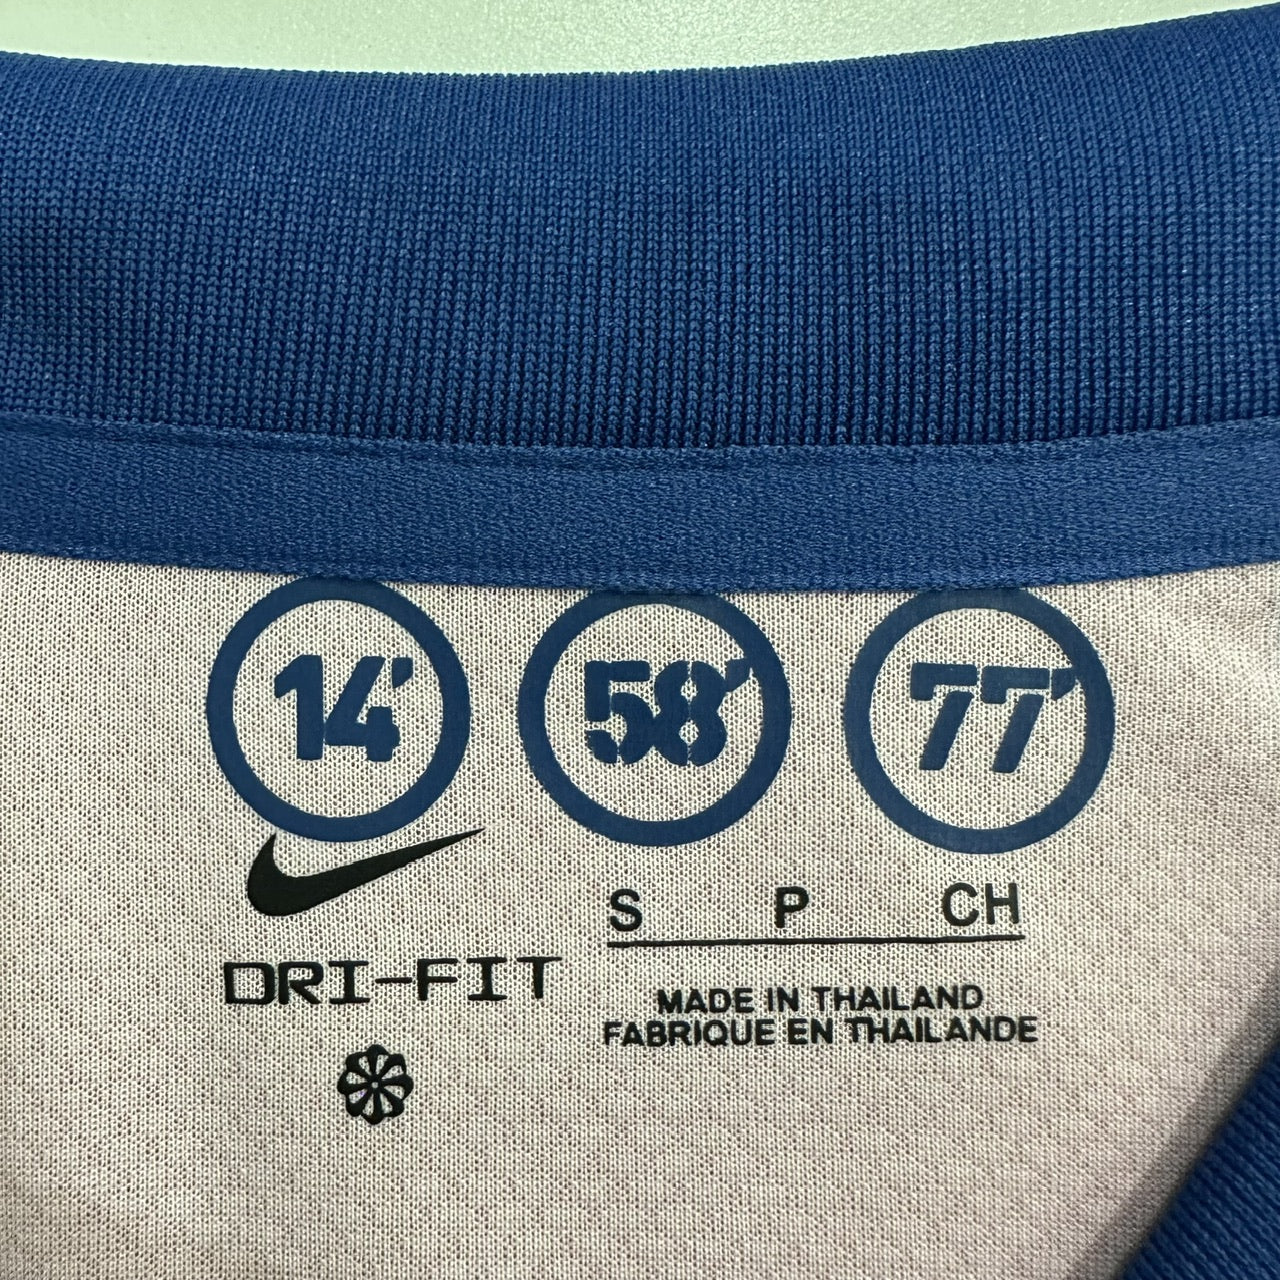 14' 58' 77'
S P CH
DRI-FIT
MADE IN THAILAND
FABRIQUE EN THAILANDE